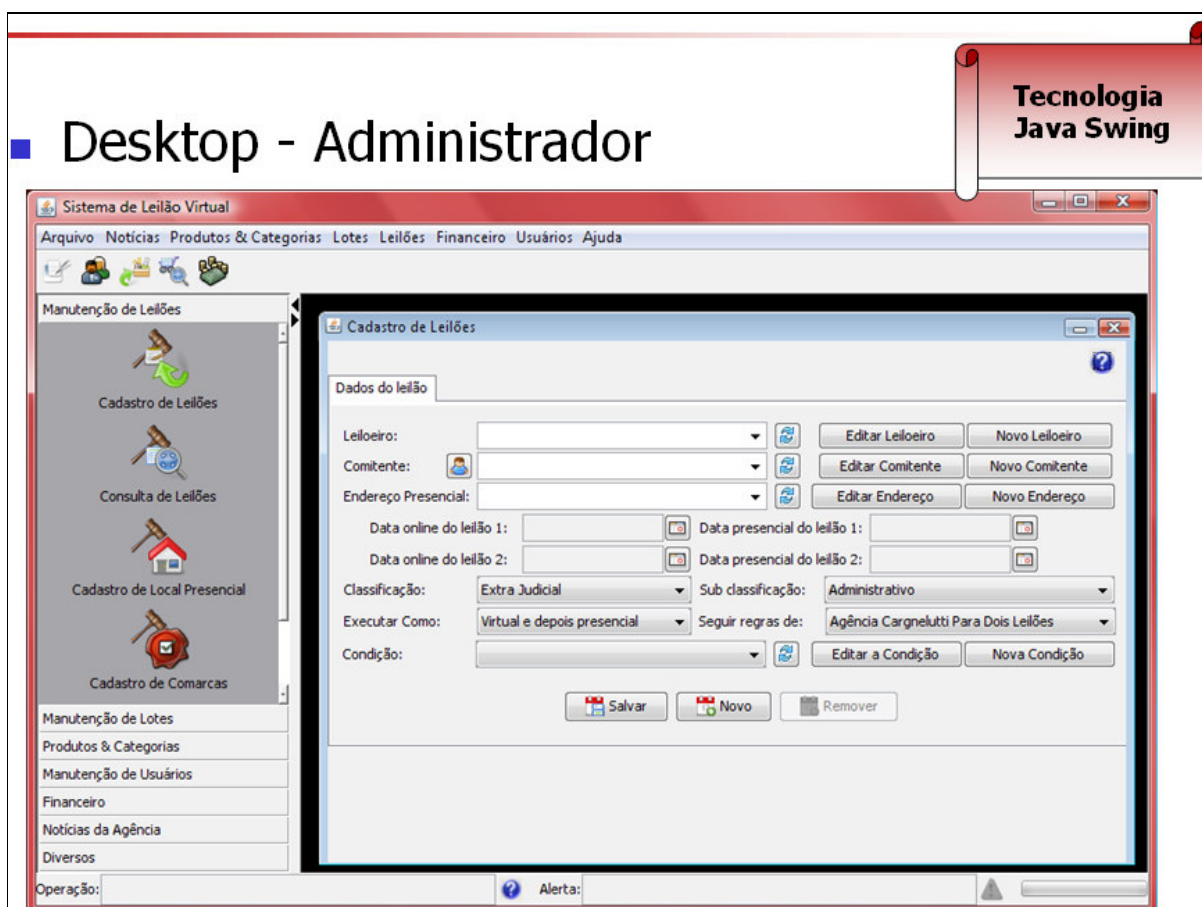 Tecnologia
Java Swing
Desktop - Administrador
Sistema de Leilão Virtual
Arquivo Notícias Produtos & Categorias Lotes Leilões Financeiro Usuários Ajuda
Manutenção de Leilões
Cadastro de Leilões
Consulta de Leilões
Cadastro de Local Presencial
Cadastro de Comarcas
Manutenção de Lotes
Produtos & Categorias
Manutenção de Usuários
Financeiro
Notícias da Agência
Diversos
Cadastro de Leilões
Dados do leilão
Leiloeiro: Editar Leiloeiro Novo Leiloeiro
Comitente: Editar Comitente Novo Comitente
Endereço Presencial: Editar Endereço Novo Endereço
Data online do leilão 1: Data presencial do leilão 1:
Data online do leilão 2: Data presencial do leilão 2:
Classificação: Extra Judicial Sub classificação: Administrativo
Executar Como: Virtual e depois presencial Seguir regras de: Agência Cargnelutti Para Dois Leilões
Condição: Editar a Condição Nova Condição
Salvar Novo Remover
Operação: Alerta: